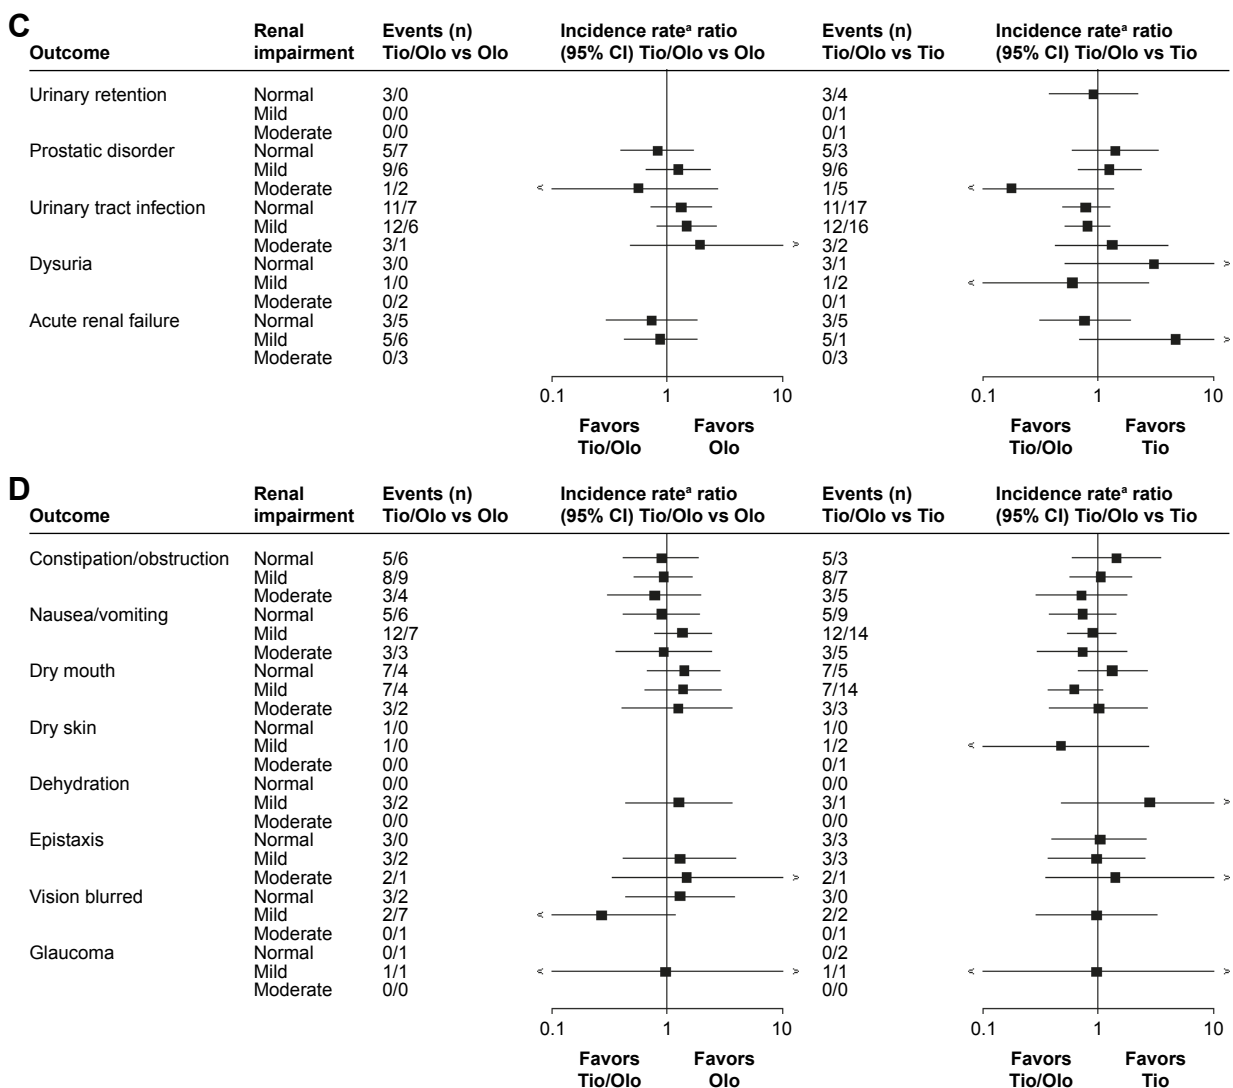 C
Renal Events (n) Incidence rateᵃ ratio Events (n) Incidence rateᵃ ratio
Outcome impairment Tio/Olo vs Olo (95% CI) Tio/Olo vs Olo Tio/Olo vs Tio (95% CI) Tio/Olo vs Tio
Urinary retention Normal 3/0 3/4
Mild 0/0 0/1
Moderate 0/0 0/1
Prostatic disorder Normal 5/7 5/3
Mild 9/6 9/6
Moderate 1/2 1/5
Urinary tract infection Normal 11/7 11/17
Mild 12/6 12/16
Moderate 3/1 3/2
Dysuria Normal 3/0 3/1
Mild 1/0 1/2
Moderate 0/2 0/1
Acute renal failure Normal 3/5 3/5
Mild 5/6 5/1
Moderate 0/3 0/3
0.1 1 10 0.1 1 10
Favors Favors Favors Favors
Tio/Olo Olo Tio/Olo Tio
D
Renal Events (n) Incidence rateᵃ ratio Events (n) Incidence rateᵃ ratio
Outcome impairment Tio/Olo vs Olo (95% CI) Tio/Olo vs Olo Tio/Olo vs Tio (95% CI) Tio/Olo vs Tio
Constipation/obstruction Normal 5/6 5/3
Mild 8/9 8/7
Moderate 3/4 3/5
Nausea/vomiting Normal 5/6 5/9
Mild 12/7 12/14
Moderate 3/3 3/5
Dry mouth Normal 7/4 7/5
Mild 7/4 7/14
Moderate 3/2 3/3
Dry skin Normal 1/0 1/0
Mild 1/0 1/2
Moderate 0/0 0/1
Dehydration Normal 0/0 0/0
Mild 3/2 3/1
Moderate 0/0 0/0
Epistaxis Normal 3/0 3/3
Mild 3/2 3/3
Moderate 2/1 2/1
Vision blurred Normal 3/2 3/0
Mild 2/7 2/2
Moderate 0/1 0/1
Glaucoma Normal 0/1 0/2
Mild 1/1 1/1
Moderate 0/0 0/0
0.1 1 10 0.1 1 10
Favors Favors Favors Favors
Tio/Olo Olo Tio/Olo Tio